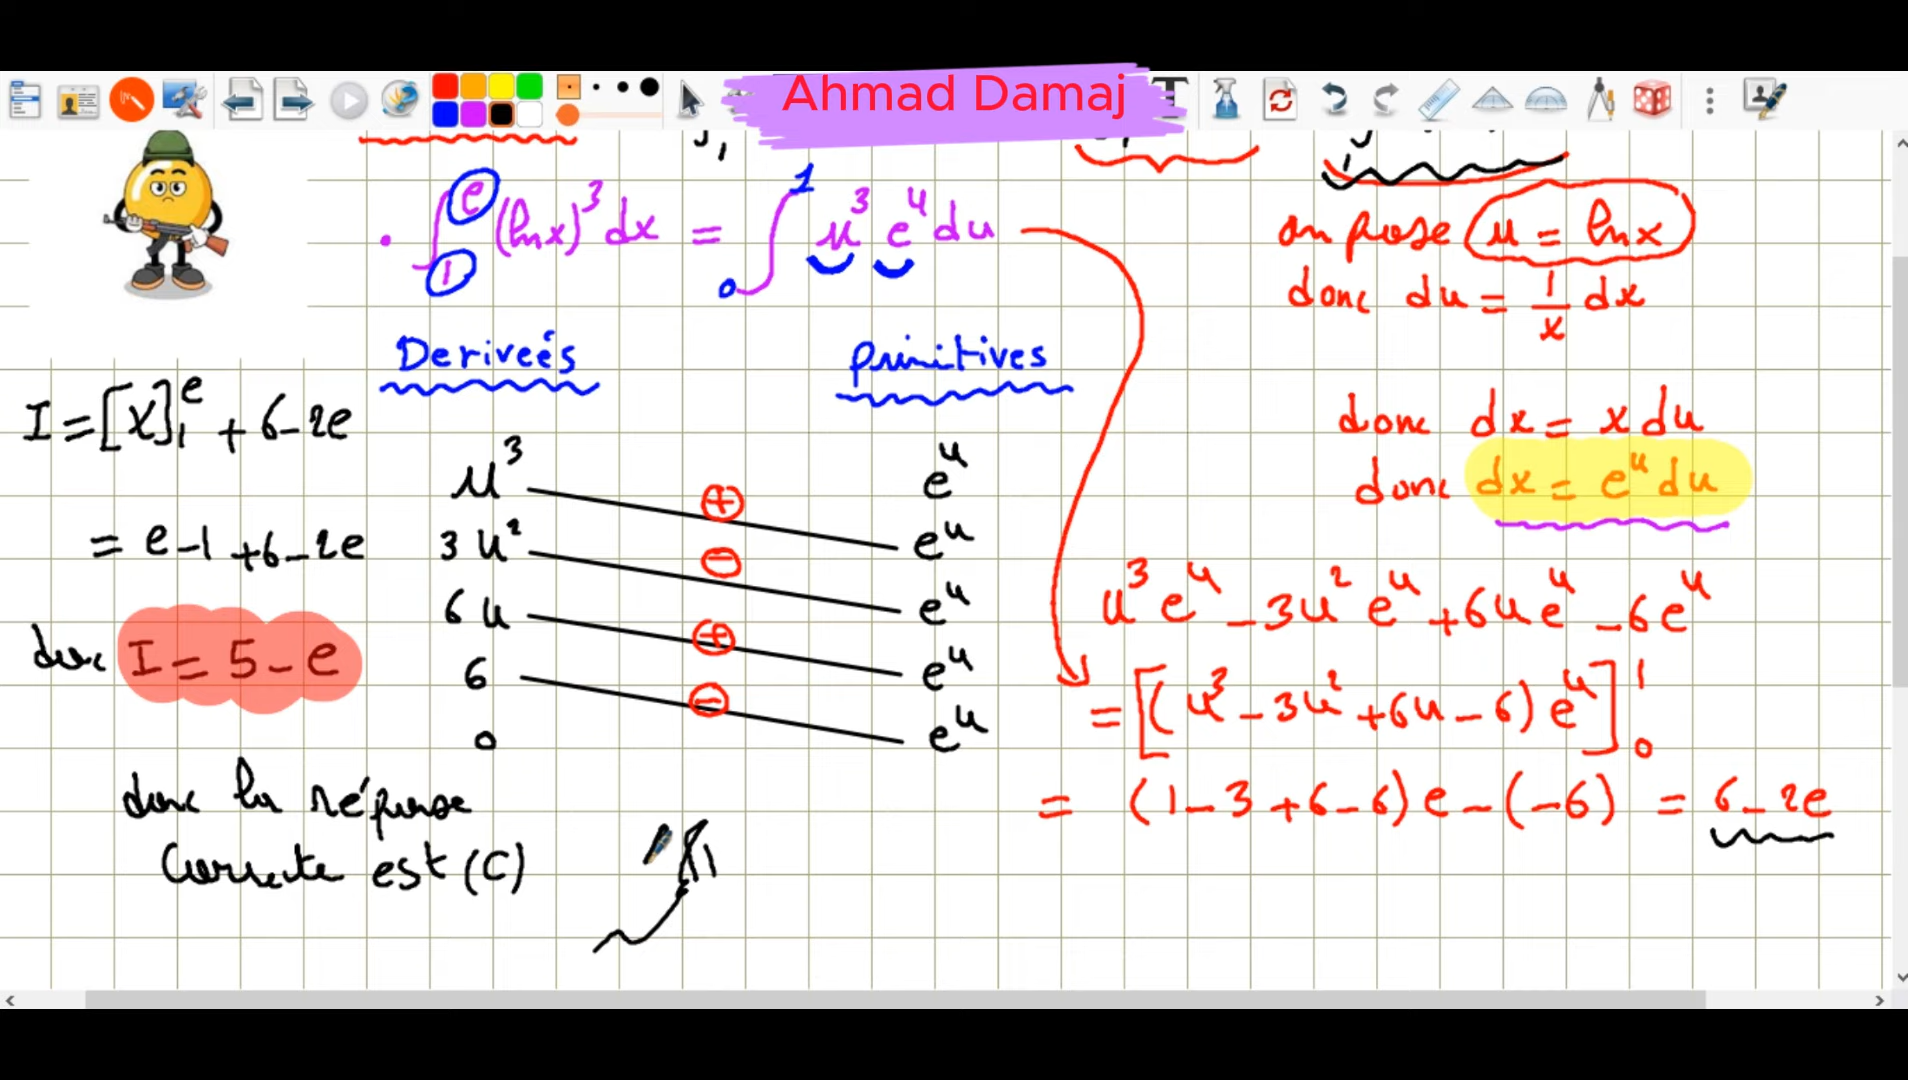 Ahmad Damaj
∫₁ᵉ (ln x)³ dx = ∫₀¹ u³ eᵘ du
on pose u = ln x
donc du = 1/x dx
donc dx = x du
donc dx = eᵘ du
Deriveés
primitives
u³ ⊕ eᵘ
3u² ⊖ eᵘ
6u ⊕ eᵘ
6 ⊖ eᵘ
0 eᵘ
I = [x]₁ᵉ + 6 - 2e
= e - 1 + 6 - 2e
donc I = 5 - e
donc la réponse
correcte est (C)
u³eᵘ - 3u²eᵘ + 6ueᵘ - 6eᵘ
= [(u³ - 3u² + 6u - 6) eᵘ]₀¹
= (1 - 3 + 6 - 6) e - (-6) = 6 - 2e